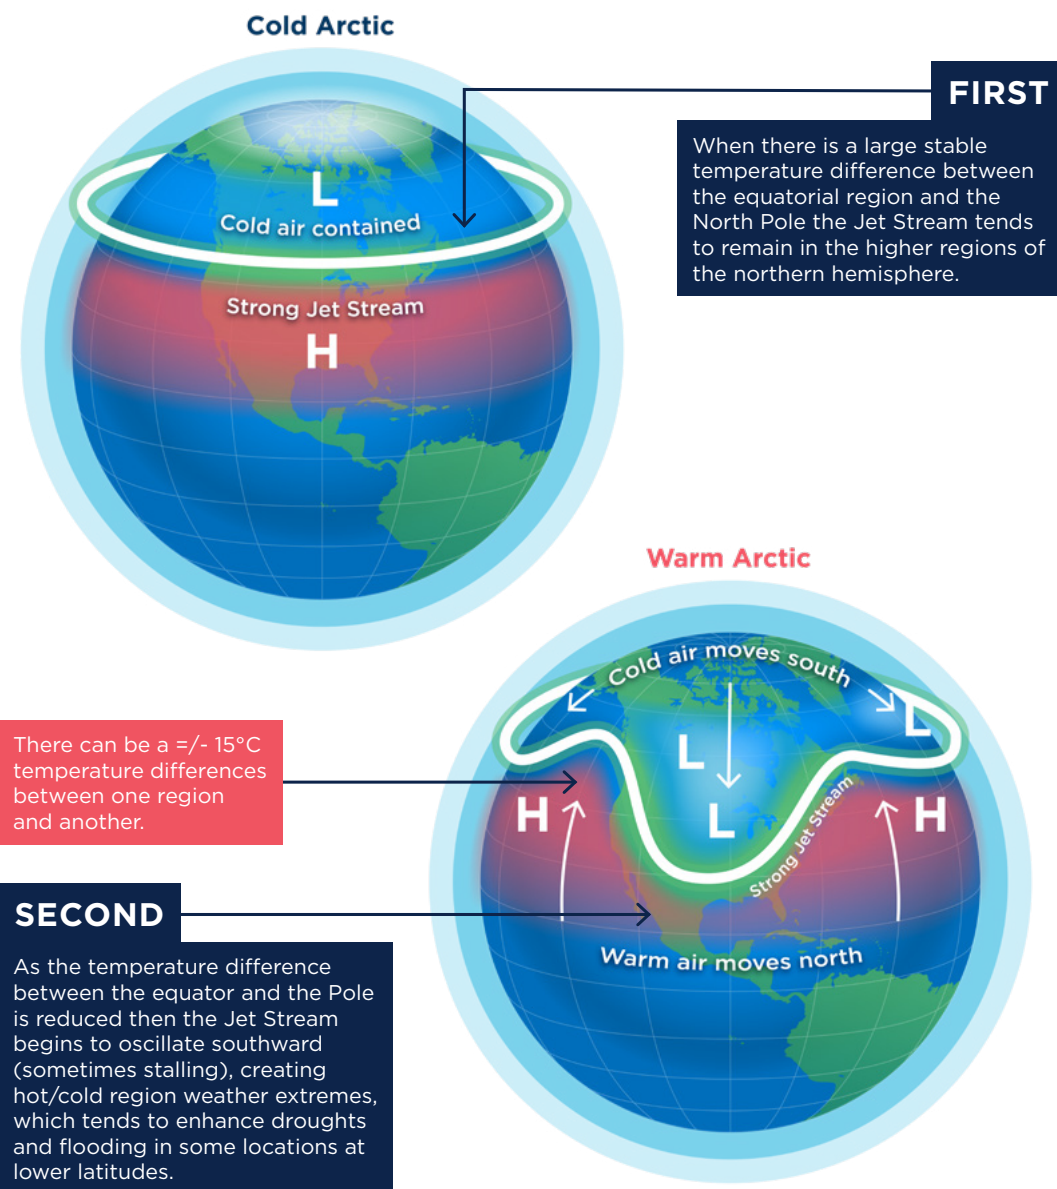 Cold Arctic
FIRST
When there is a large stable
temperature difference between
the equatorial region and the
North Pole the Jet Stream tends
to remain in the higher regions of
the northern hemisphere.
L
Cold air contained
Strong Jet Stream
H
Warm Arctic
Cold air moves south
L
L
L
H
H
Strong Jet Stream
Warm air moves north
There can be a =/- 15°C
temperature differences
between one region
and another.
SECOND
As the temperature difference
between the equator and the Pole
is reduced then the Jet Stream
begins to oscillate southward
(sometimes stalling), creating
hot/cold region weather extremes,
which tends to enhance droughts
and flooding in some locations at
lower latitudes.